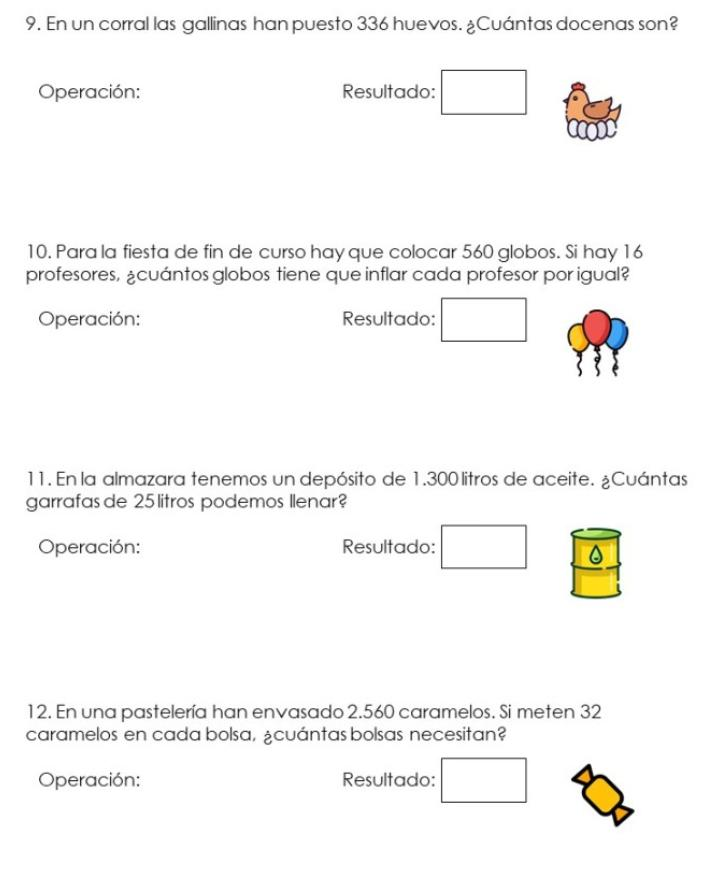 9. En un corral las gallinas han puesto 336 huevos. ¿Cuántas docenas son?
Operación: Resultado:
10. Para la fiesta de fin de curso hay que colocar 560 globos. Si hay 16
profesores, ¿cuántos globos tiene que inflar cada profesor por igual?
Operación: Resultado:
11. En la almazara tenemos un depósito de 1.300 litros de aceite. ¿Cuántas
garrafas de 25 litros podemos llenar?
Operación: Resultado:
12. En una pastelería han envasado 2.560 caramelos. Si meten 32
caramelos en cada bolsa, ¿cuántas bolsas necesitan?
Operación: Resultado: